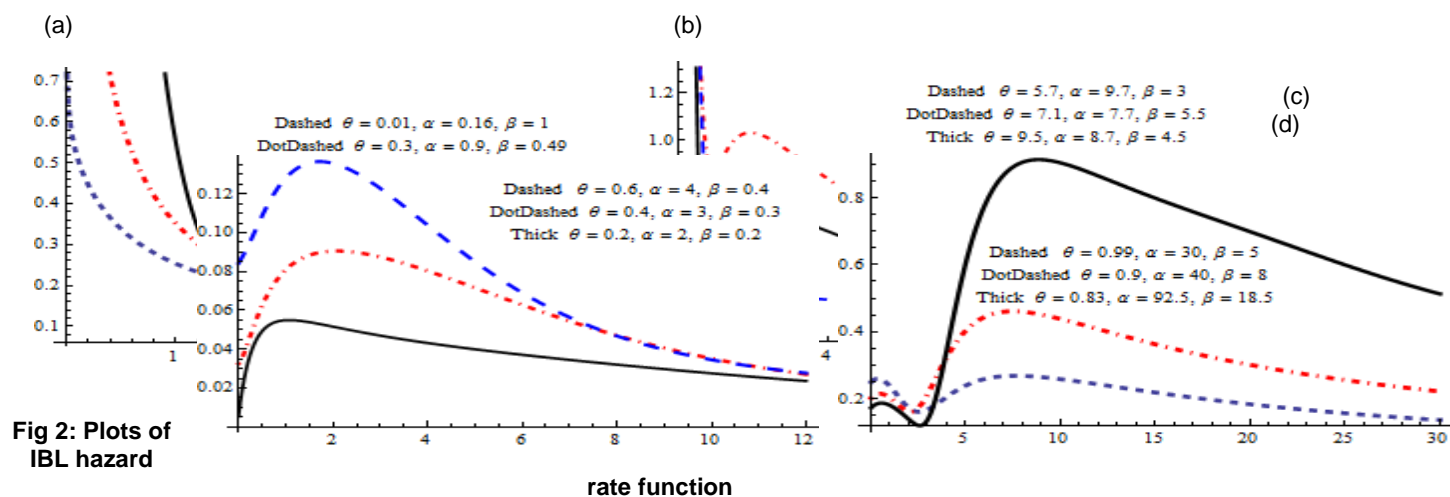 (a)
(b)
0.7
0.6
0.5
0.4
0.3
0.2
0.1
1
Dashed θ = 0.01, α = 0.16, β = 1
DotDashed θ = 0.3, α = 0.9, β = 0.49
0.12
0.10
0.08
0.06
0.04
0.02
2
4
6
8
10
12
Dashed θ = 0.6, α = 4, β = 0.4
DotDashed θ = 0.4, α = 3, β = 0.3
Thick θ = 0.2, α = 2, β = 0.2
1.2
1.0
4
Dashed θ = 5.7, α = 9.7, β = 3
DotDashed θ = 7.1, α = 7.7, β = 5.5
Thick θ = 9.5, α = 8.7, β = 4.5
(c)
(d)
0.8
0.6
0.4
0.2
5
10
15
20
25
30
Dashed θ = 0.99, α = 30, β = 5
DotDashed θ = 0.9, α = 40, β = 8
Thick θ = 0.83, α = 92.5, β = 18.5
Fig 2: Plots of
IBL hazard
rate function